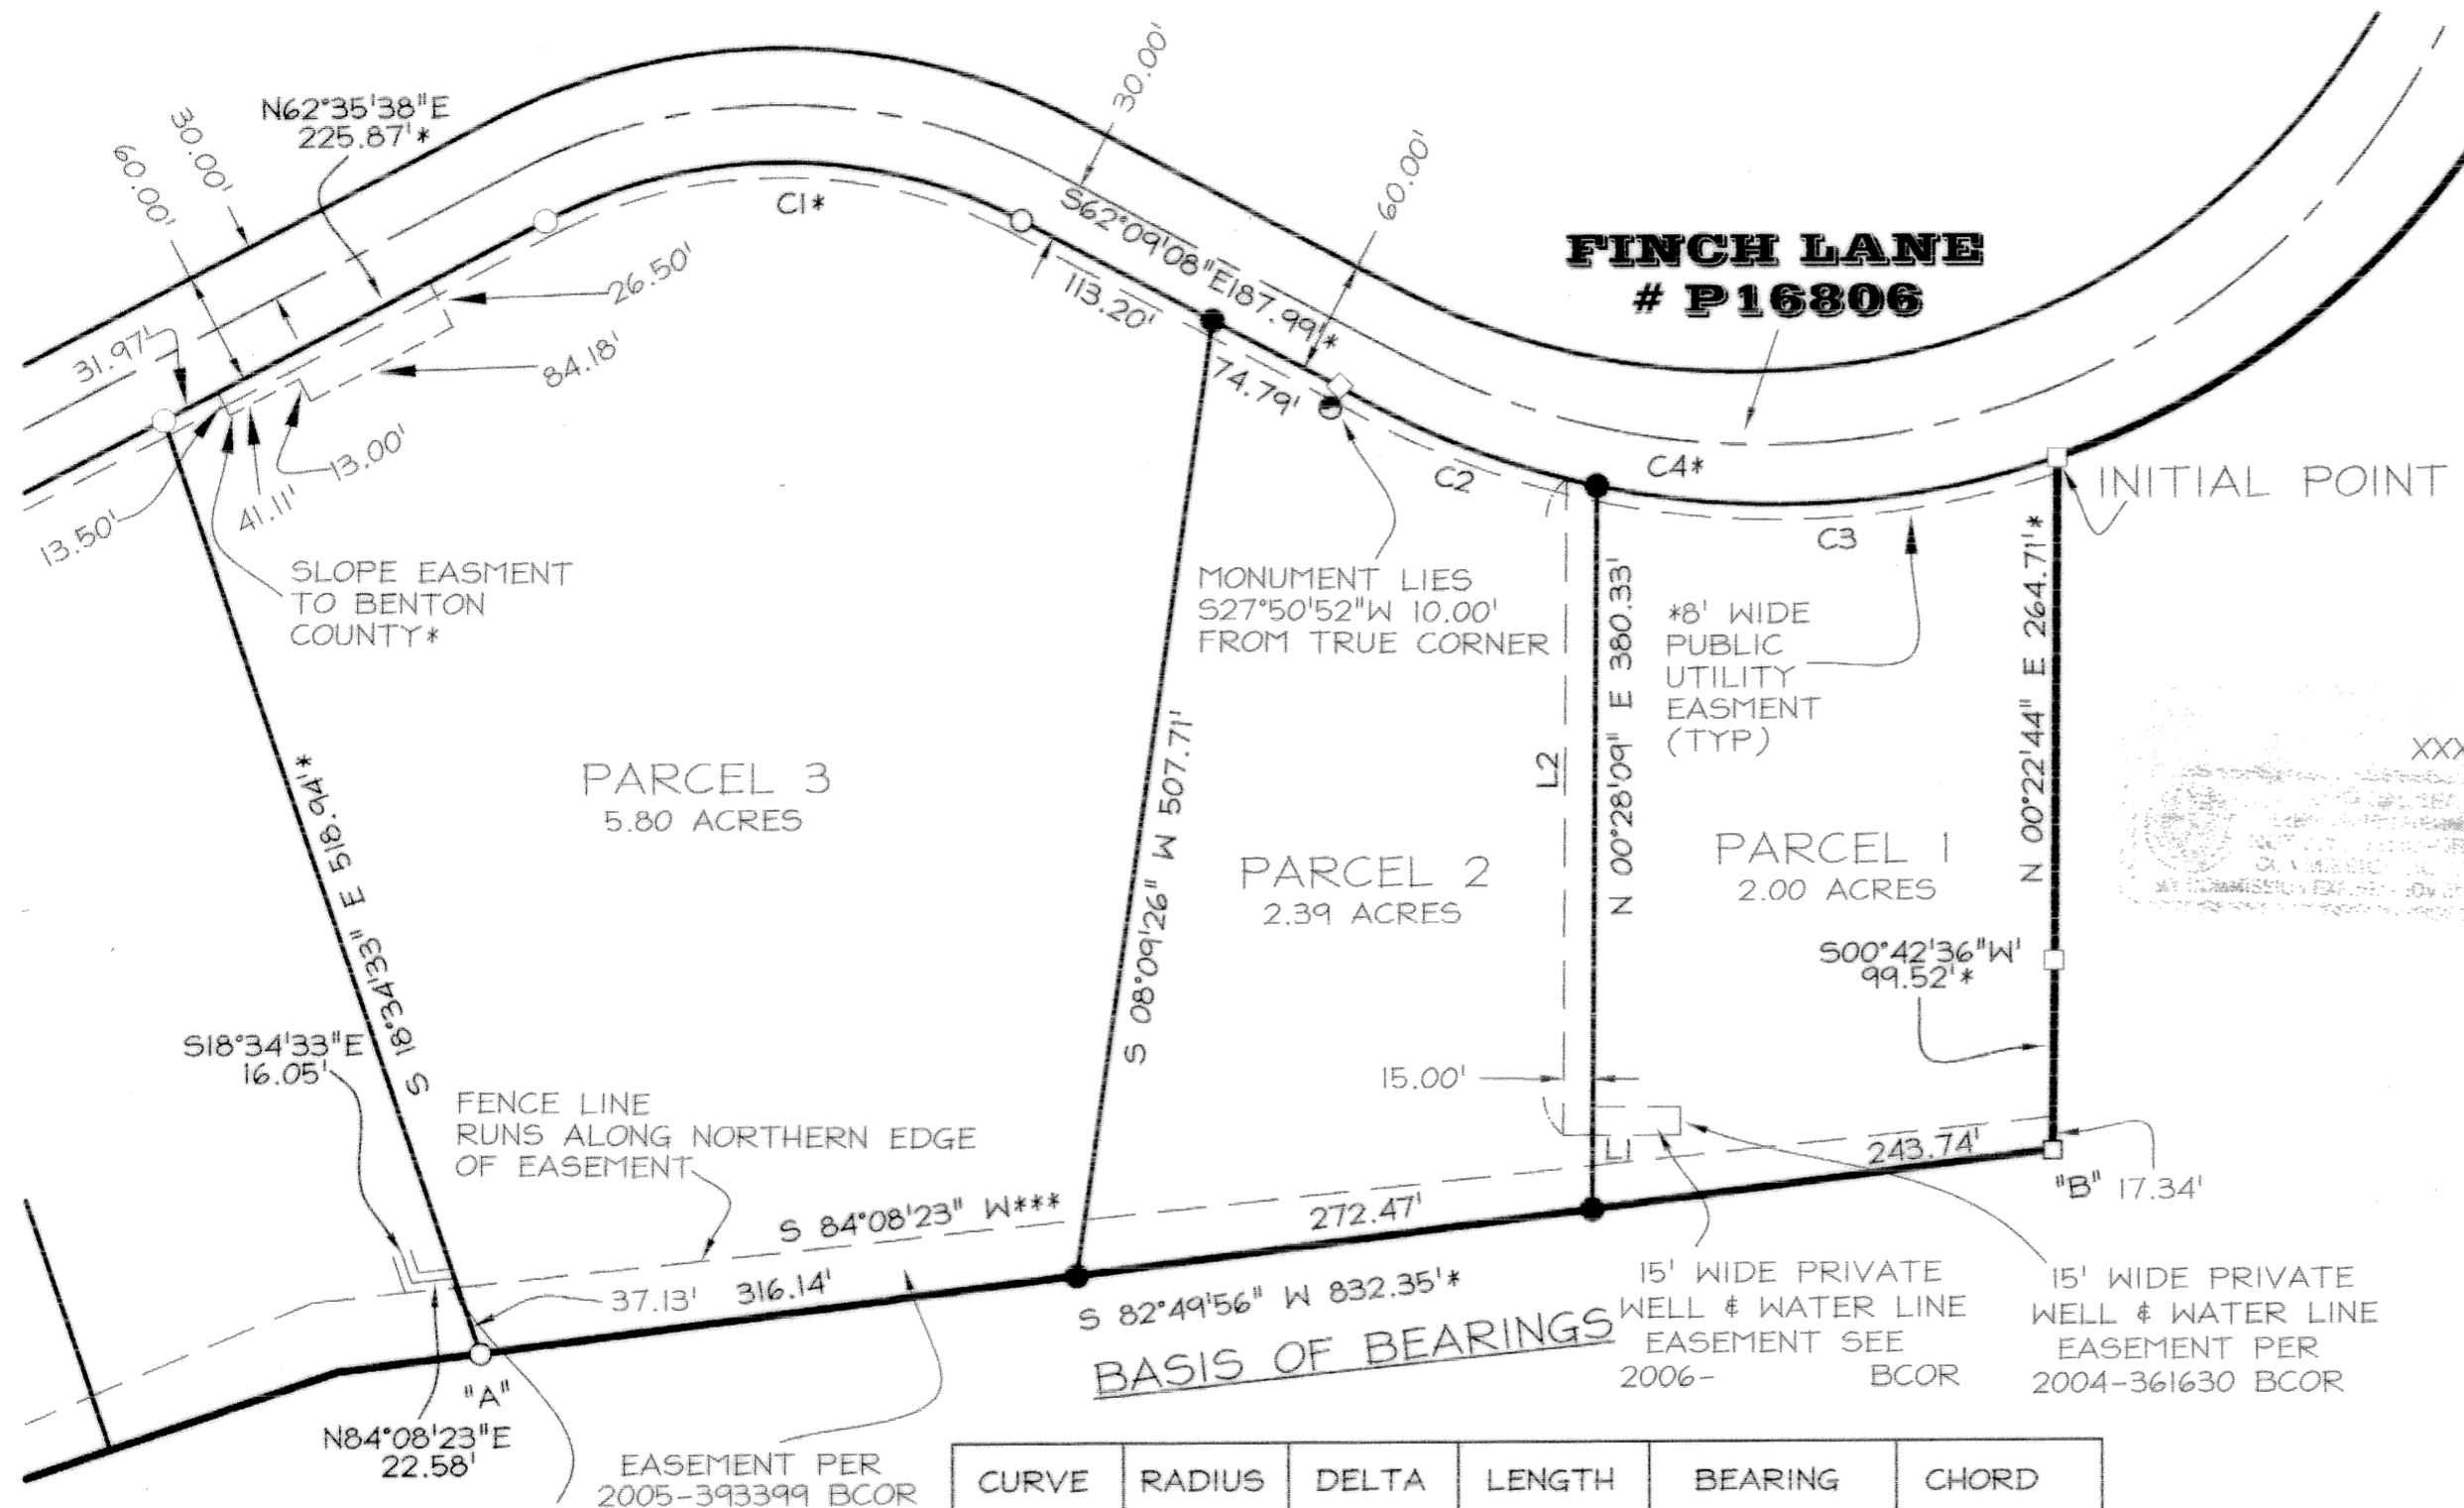 N62°35'38"E
225.87'*
30.00'
60.00'
30.00'
60.00'
C1*
S62°09'08"E 187.99'*
113.20'
74.79'
FINCH LANE
# P16806
26.50'
84.18'
31.97'
13.00'
41.11'
13.50'
SLOPE EASMENT
TO BENTON
COUNTY*
C2
C4*
C3
INITIAL POINT
MONUMENT LIES
S27°50'52"W 10.00'
FROM TRUE CORNER
*8' WIDE
PUBLIC
UTILITY
EASMENT
(TYP)
N 00°28'09" E 380.33'
N 00°22'44" E 264.71'*
XXX
L2
S 08°09'26" W 507.71'
S 18°34'33" E 518.94'*
PARCEL 3
5.80 ACRES
PARCEL 2
2.39 ACRES
PARCEL 1
2.00 ACRES
S00°42'36"W'
99.52'*
S18°34'33"E
16.05'
15.00'
FENCE LINE
RUNS ALONG NORTHERN EDGE
OF EASEMENT
L1
243.74'
"B" 17.34'
S 84°08'23" W***
272.47'
37.13'
316.14'
S 82°49'56" W 832.35'*
BASIS OF BEARINGS
15' WIDE PRIVATE
WELL & WATER LINE
EASEMENT SEE
2006- BCOR
15' WIDE PRIVATE
WELL & WATER LINE
EASEMENT PER
2004-361630 BCOR
"A"
N84°08'23"E
22.58'
EASEMENT PER
2005-393399 BCOR
CURVE RADIUS DELTA LENGTH BEARING CHORD